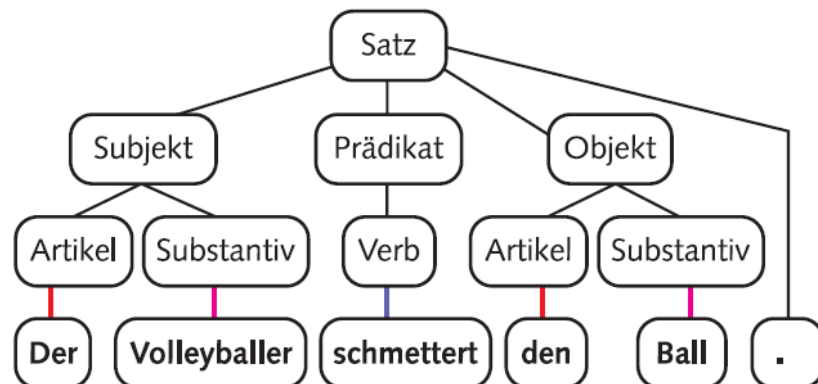 Satz
Subjekt Prädikat Objekt
Artikel Substantiv Verb Artikel Substantiv
Der Volleyballer schmettert den Ball .